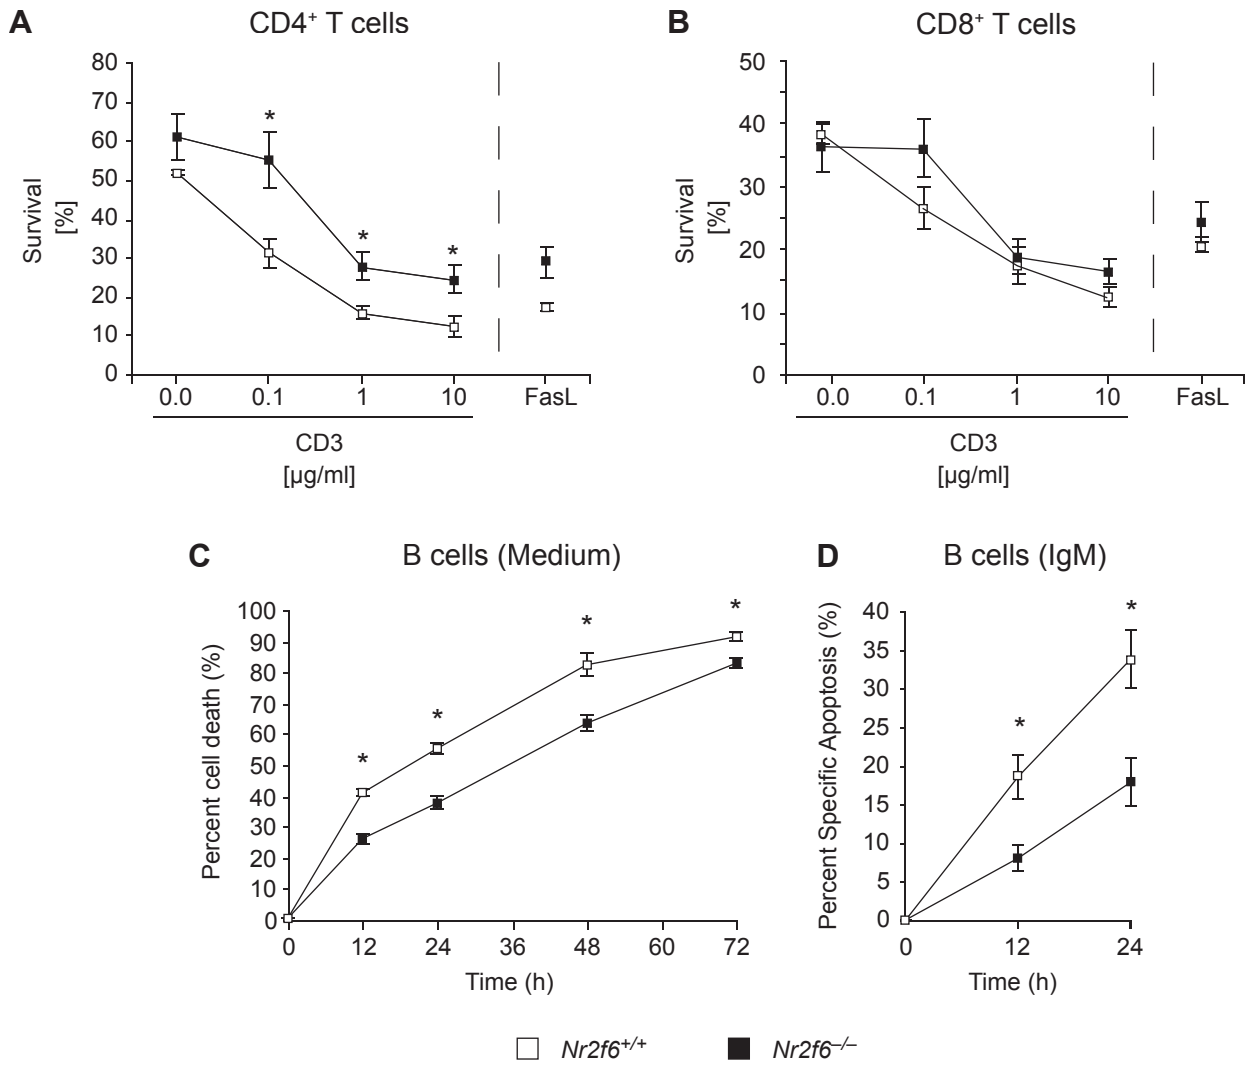 A
CD4⁺ T cells
80
70
60
50
40
30
20
10
0
Survival
[%]
*
*
*
0.0 0.1 1 10 FasL
CD3
[µg/ml]
B
CD8⁺ T cells
50
40
30
20
10
0
Survival
[%]
0.0 0.1 1 10 FasL
CD3
[µg/ml]
C
B cells (Medium)
100
90
80
70
60
50
40
30
20
10
0
Percent cell death (%)
*
*
*
*
0 12 24 36 48 60 72
Time (h)
D
B cells (IgM)
40
35
30
25
20
15
10
5
0
Percent Specific Apoptosis (%)
*
*
0 12 24
Time (h)
Nr2f6⁺/⁺ Nr2f6⁻/⁻